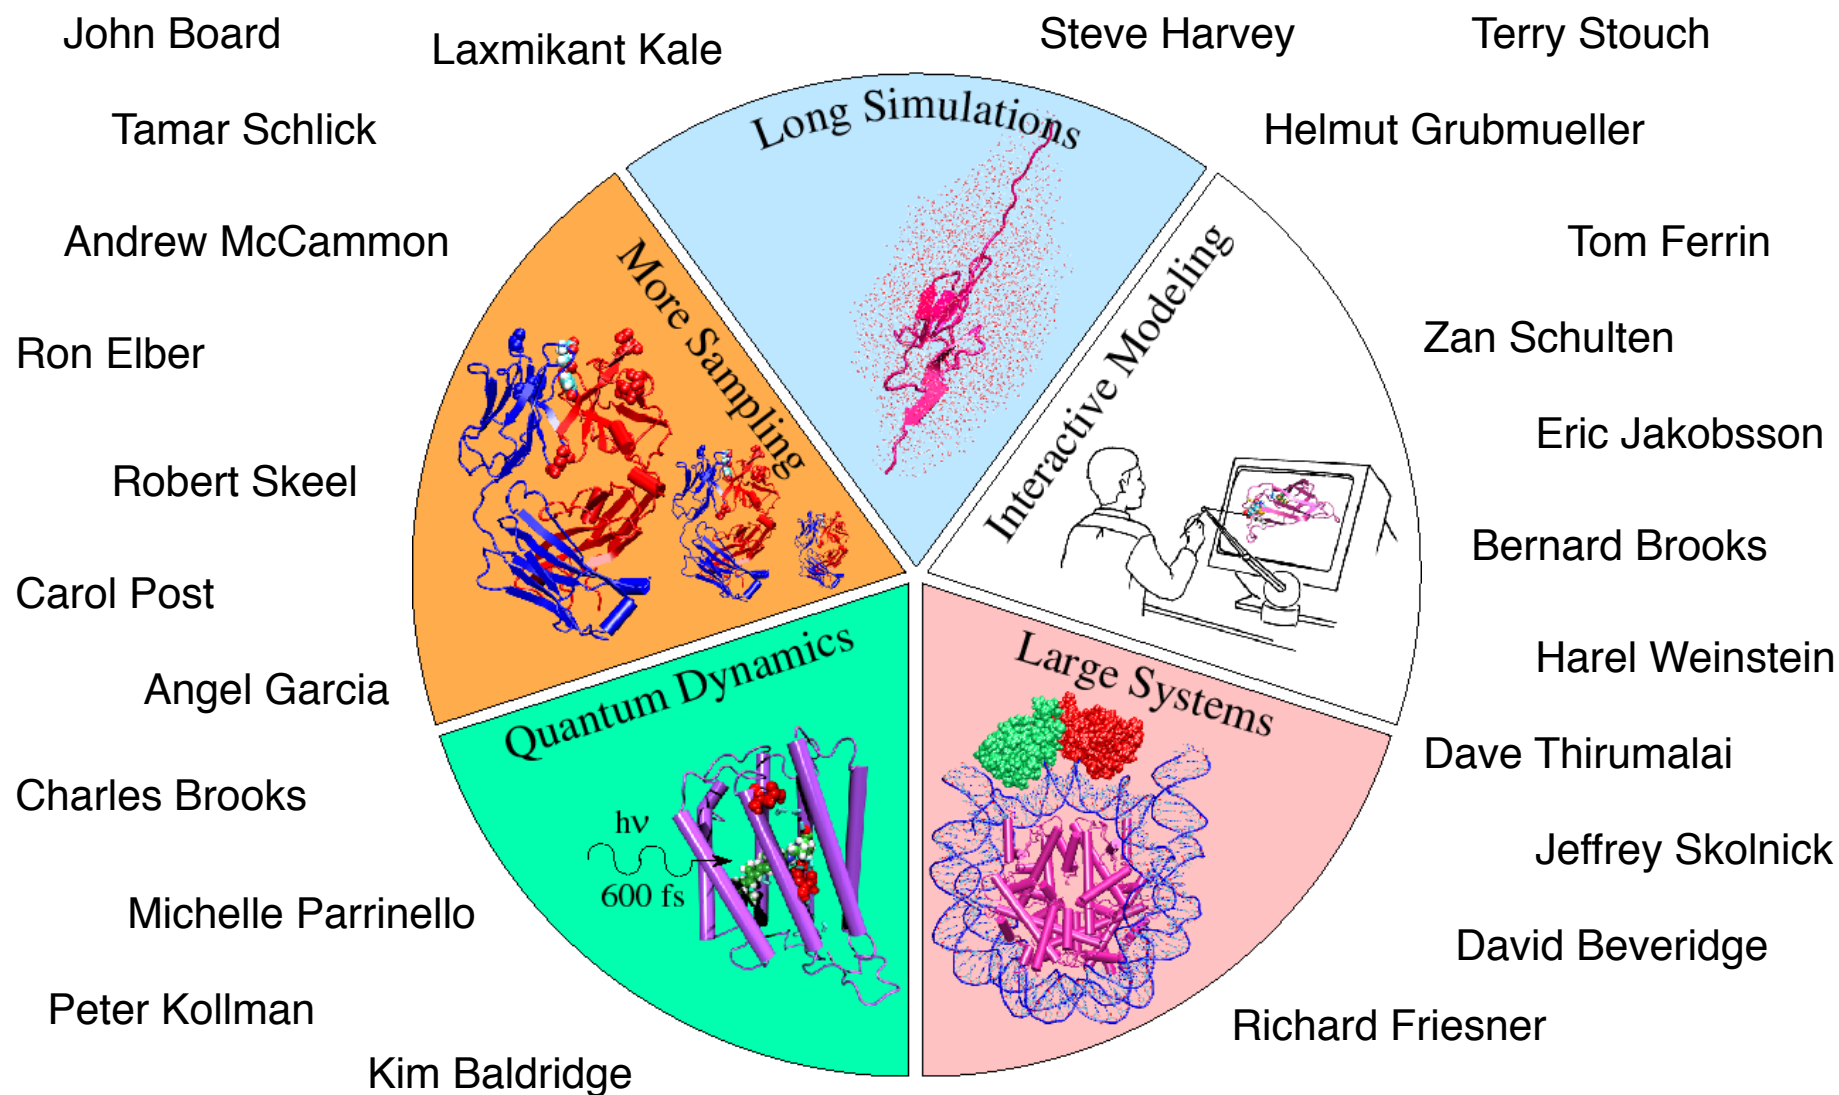 John Board
Laxmikant Kale
Steve Harvey
Terry Stouch
Tamar Schlick
Helmut Grubmueller
Andrew McCammon
Tom Ferrin
Ron Elber
Zan Schulten
Robert Skeel
Eric Jakobsson
Carol Post
Bernard Brooks
Angel Garcia
Harel Weinstein
Charles Brooks
Dave Thirumalai
Michelle Parrinello
Jeffrey Skolnick
Peter Kollman
David Beveridge
Kim Baldridge
Richard Friesner
Long Simulations
More Sampling
Interactive Modeling
Quantum Dynamics
hν
600 fs
Large Systems